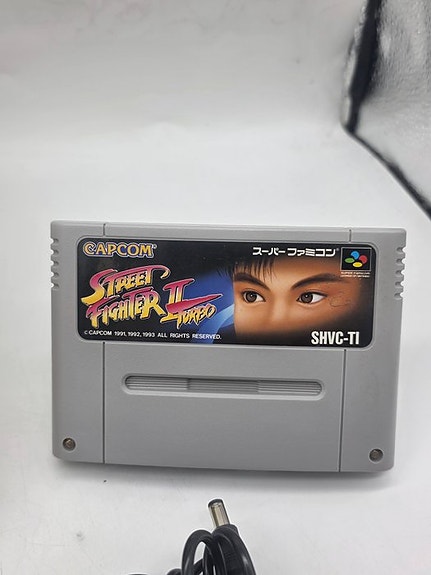 CAPCOM
スーパーファミコン
STREET
FIGHTER II
TURBO
©CAPCOM 1991, 1992, 1993 ALL RIGHTS RESERVED.
SHVC-TI